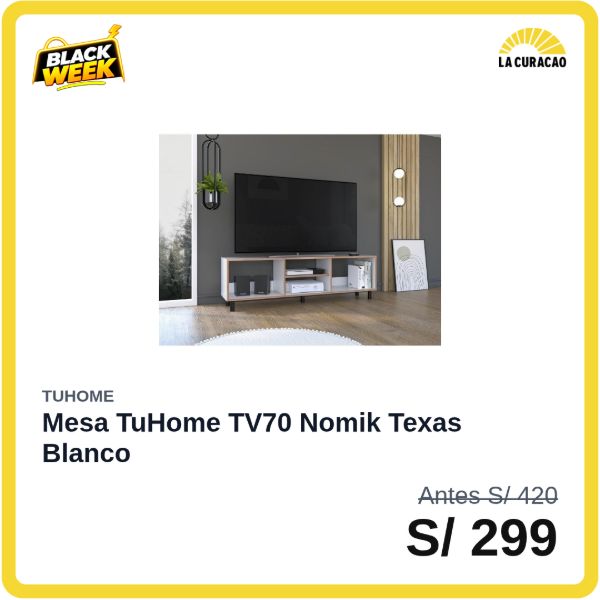 BLACK
WEEK
LA CURACAO
TUHOME
Mesa TuHome TV70 Nomik Texas
Blanco
Antes S/ 420
S/ 299